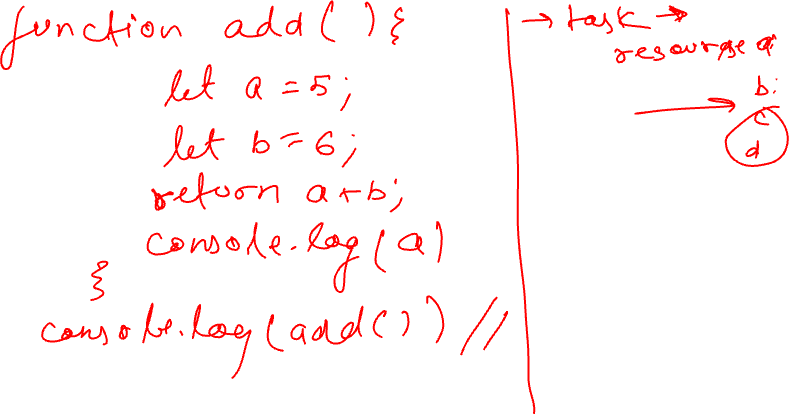 function add( ){
let a = 5;
let b = 6;
return a+b;
console.log(a)
}
console.log(add()) //
→ task →
resourse a:
b:
c
d